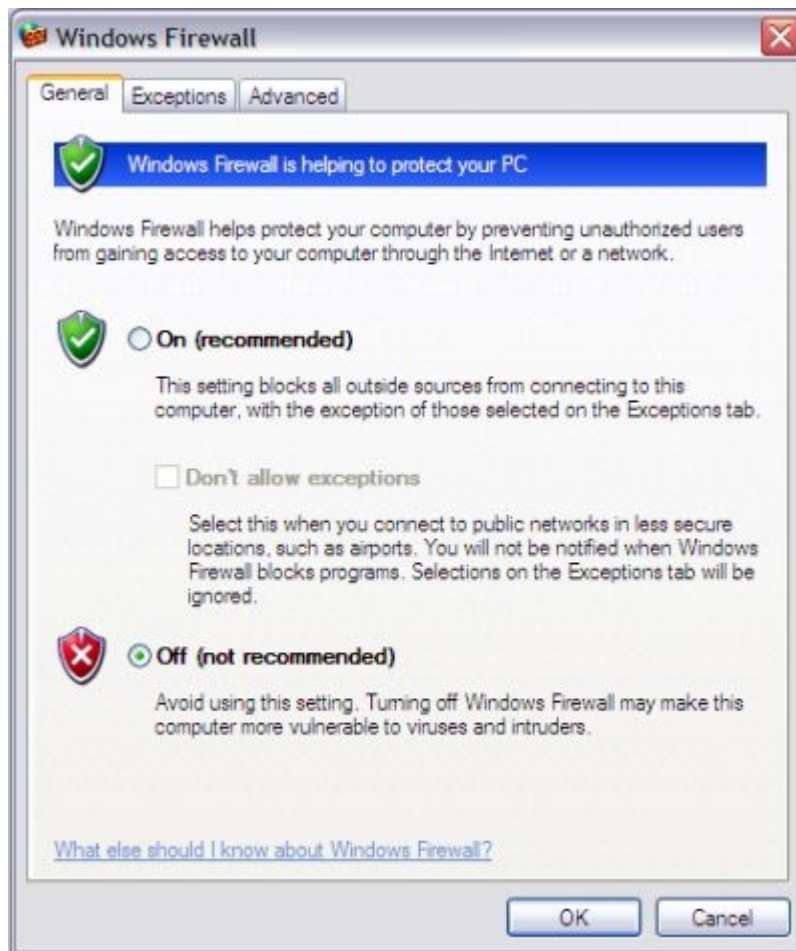 Windows Firewall
General
Exceptions
Advanced
Windows Firewall is helping to protect your PC
Windows Firewall helps protect your computer by preventing unauthorized users
from gaining access to your computer through the Internet or a network.
On (recommended)
This setting blocks all outside sources from connecting to this
computer, with the exception of those selected on the Exceptions tab.
Don't allow exceptions
Select this when you connect to public networks in less secure
locations, such as airports. You will not be notified when Windows
Firewall blocks programs. Selections on the Exceptions tab will be
ignored.
Off (not recommended)
Avoid using this setting. Turning off Windows Firewall may make this
computer more vulnerable to viruses and intruders.
What else should I know about Windows Firewall?
OK
Cancel